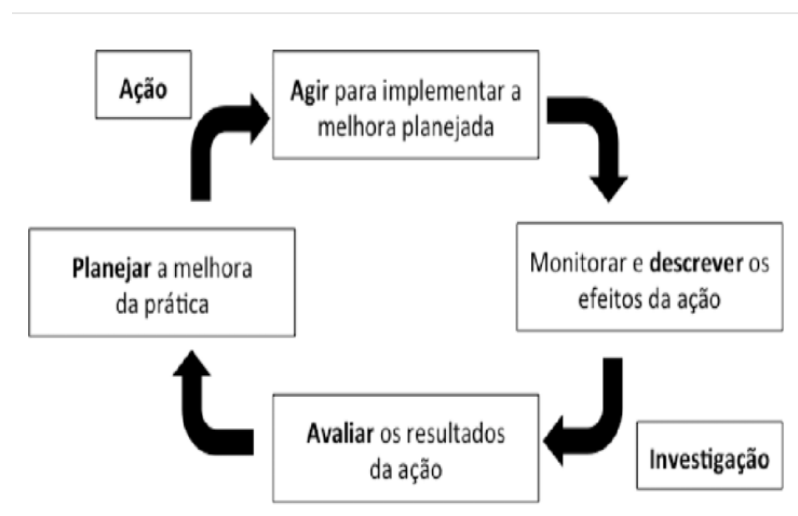 Ação
Agir para implementar a
melhora planejada
Planejar a melhora
da prática
Monitorar e descrever os
efeitos da ação
Avaliar os resultados
da ação
Investigação